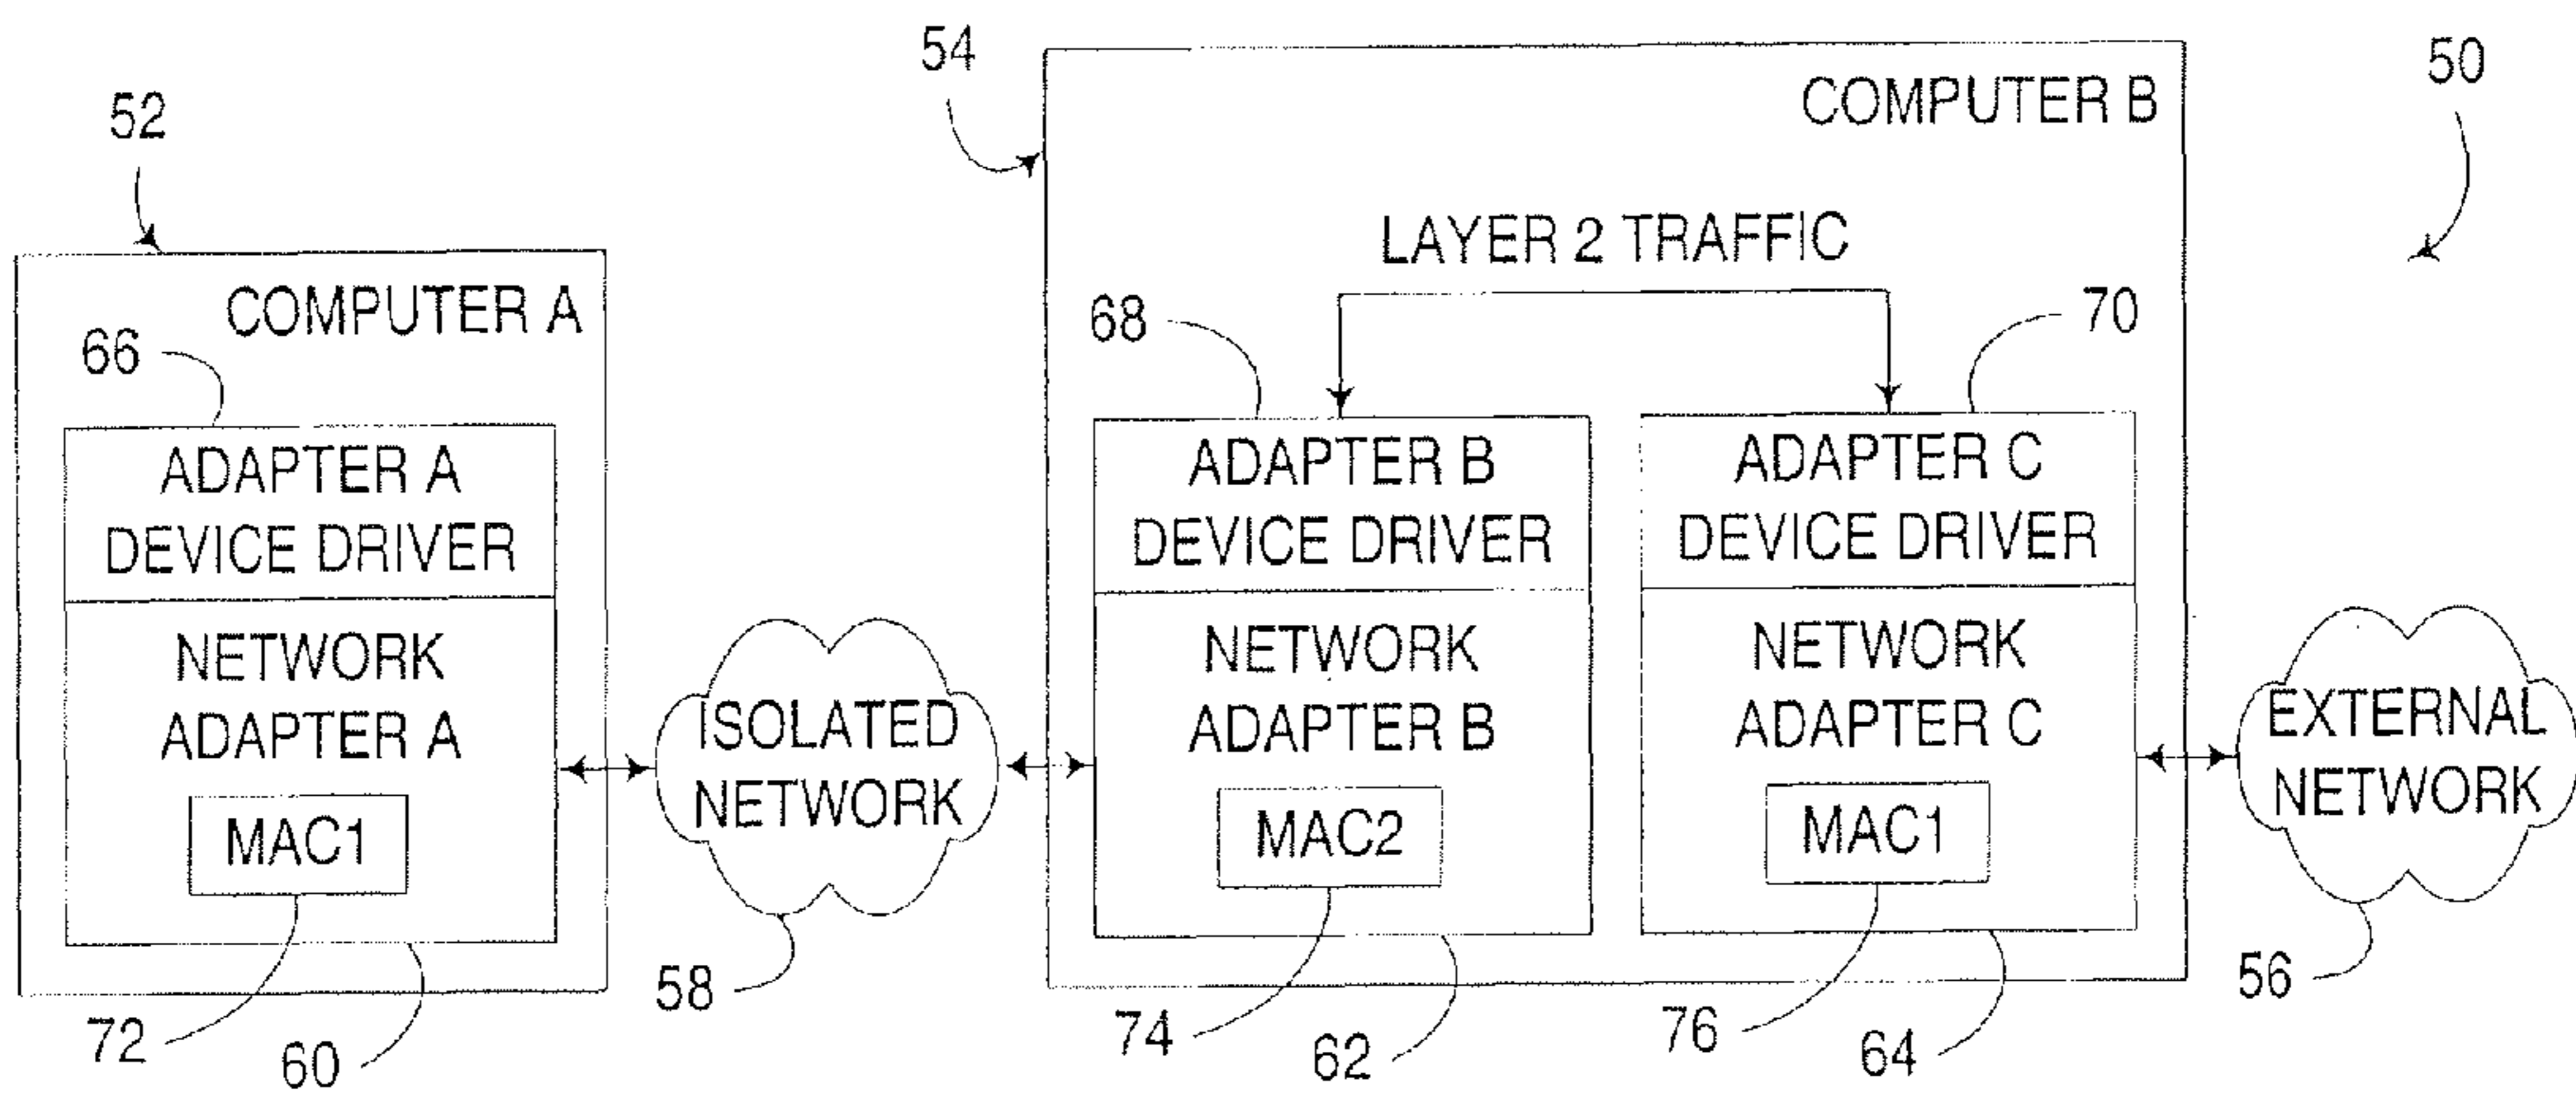 54
50
COMPUTER B
52
LAYER 2 TRAFFIC
COMPUTER A
68
70
66
ADAPTER A
DEVICE DRIVER
ADAPTER B
DEVICE DRIVER
ADAPTER C
DEVICE DRIVER
NETWORK
ADAPTER A
MAC1
ISOLATED
NETWORK
NETWORK
ADAPTER B
MAC2
NETWORK
ADAPTER C
MAC1
EXTERNAL
NETWORK
72
60
58
74
62
76
64
56